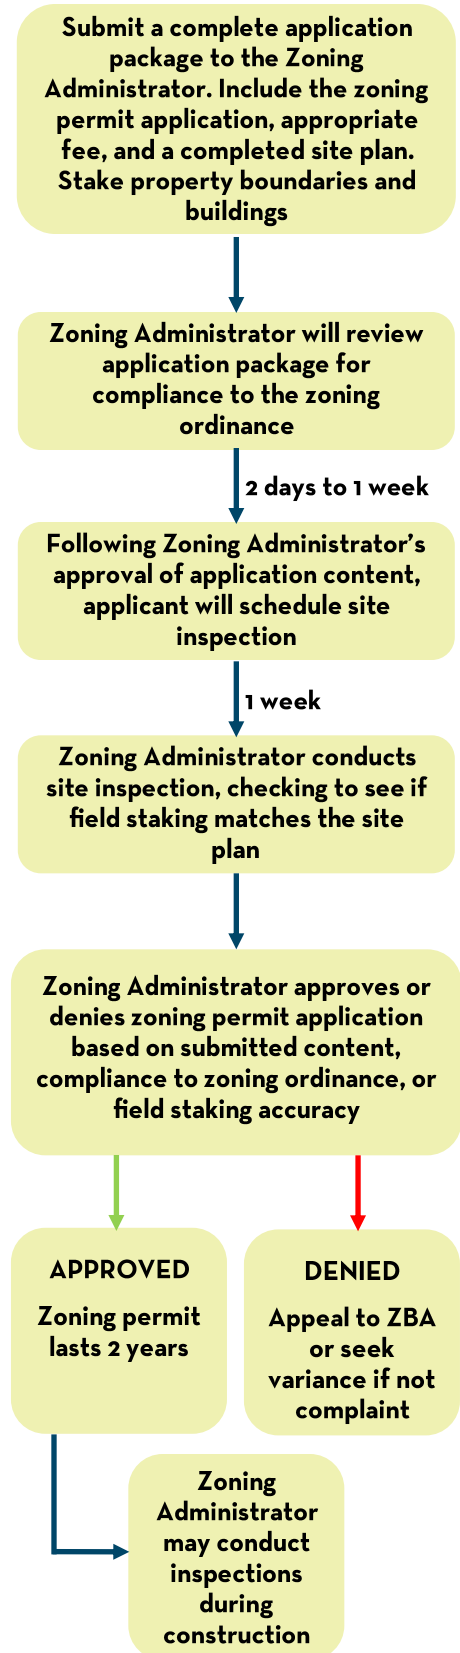 Submit a complete application
package to the Zoning
Administrator. Include the zoning
permit application, appropriate
fee, and a completed site plan.
Stake property boundaries and
buildings
Zoning Administrator will review
application package for
compliance to the zoning
ordinance
2 days to 1 week
Following Zoning Administrator’s
approval of application content,
applicant will schedule site
inspection
1 week
Zoning Administrator conducts
site inspection, checking to see if
field staking matches the site
plan
Zoning Administrator approves or
denies zoning permit application
based on submitted content,
compliance to zoning ordinance, or
field staking accuracy
APPROVED
Zoning permit
lasts 2 years
DENIED
Appeal to ZBA
or seek
variance if not
complaint
Zoning
Administrator
may conduct
inspections
during
construction